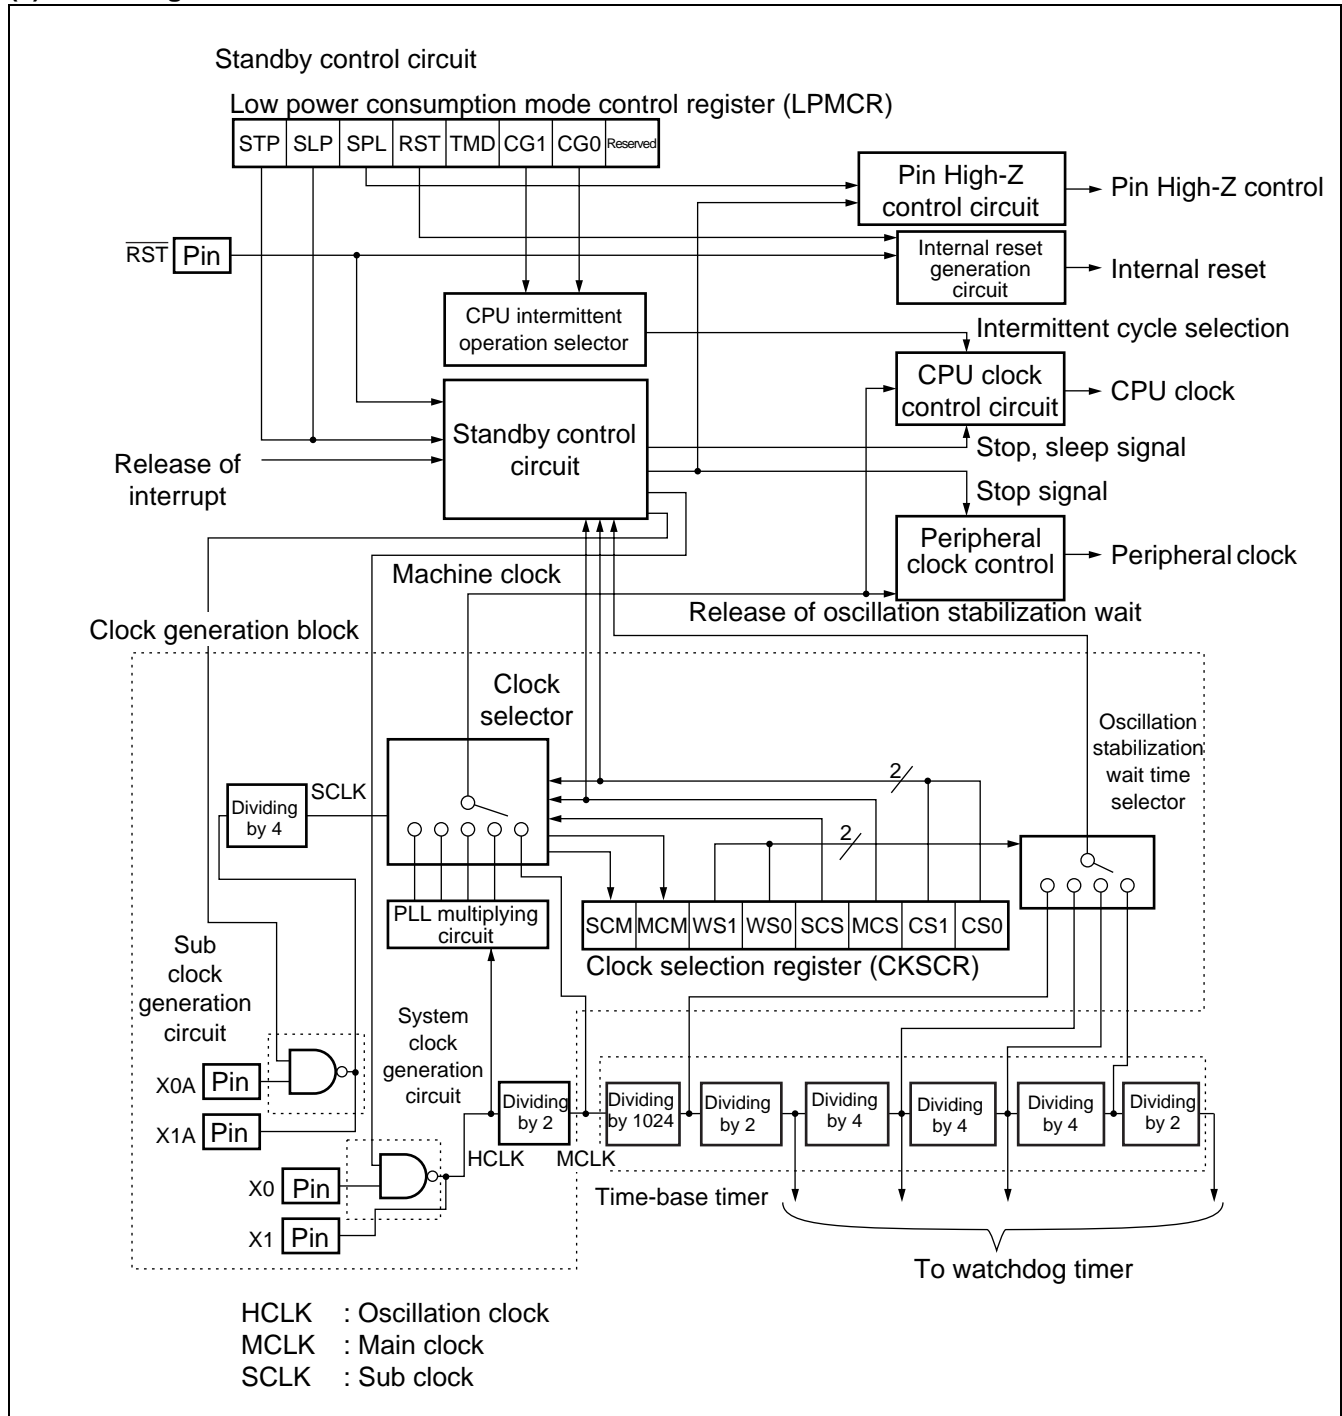 Standby control circuit
Low power consumption mode control register (LPMCR)
STP SLP SPL RST TMD CG1 CG0 Reserved
Pin High-Z
control circuit
Pin High-Z control
RST Pin
Internal reset
generation
circuit
Internal reset
CPU intermittent
operation selector
Intermittent cycle selection
CPU clock
control circuit
CPU clock
Standby control
circuit
Stop, sleep signal
Release of
interrupt
Stop signal
Peripheral
clock control
Peripheral clock
Machine clock
Release of oscillation stabilization wait
Clock generation block
Clock
selector
Oscillation
stabilization
wait time
selector
2
SCLK
Dividing
by 4
2
PLL multiplying
circuit
SCM MCM WS1 WS0 SCS MCS CS1 CS0
Clock selection register (CKSCR)
Sub
clock
generation
circuit
System
clock
generation
circuit
X0A Pin
X1A Pin
Dividing
by 2
Dividing
by 1024
Dividing
by 2
Dividing
by 4
Dividing
by 4
Dividing
by 4
Dividing
by 2
HCLK
MCLK
X0 Pin
X1 Pin
Time-base timer
To watchdog timer
HCLK : Oscillation clock
MCLK : Main clock
SCLK : Sub clock